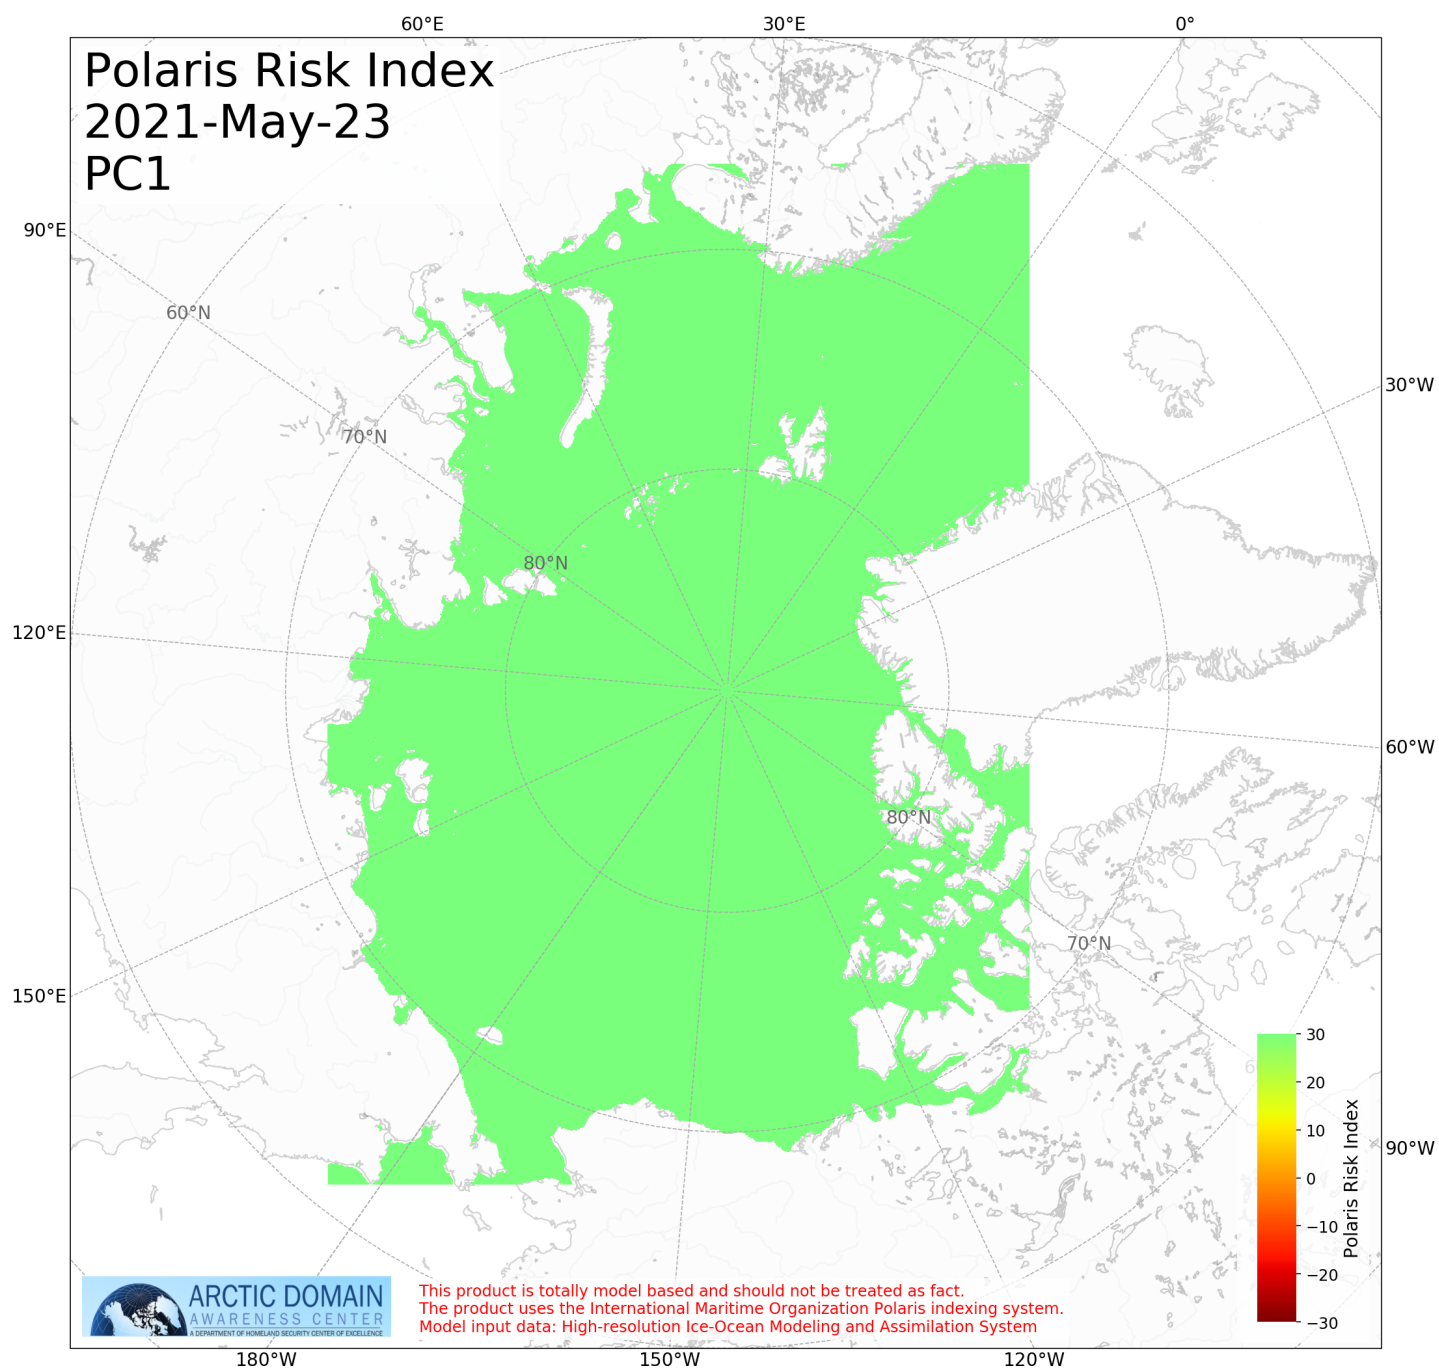 60°E 30°E 0°
Polaris Risk Index
2021-May-23
PC1
90°E
60°N
30°W
70°N
80°N
120°E
60°W
80°N
70°N
150°E
30
20
10
0
−10
−20
−30
Polaris Risk Index
90°W
ARCTIC DOMAIN
AWARENESS CENTER
A DEPARTMENT OF HOMELAND SECURITY CENTER OF EXCELLENCE
This product is totally model based and should not be treated as fact.
The product uses the International Maritime Organization Polaris indexing system.
Model input data: High-resolution Ice-Ocean Modeling and Assimilation System
180°W 150°W 120°W